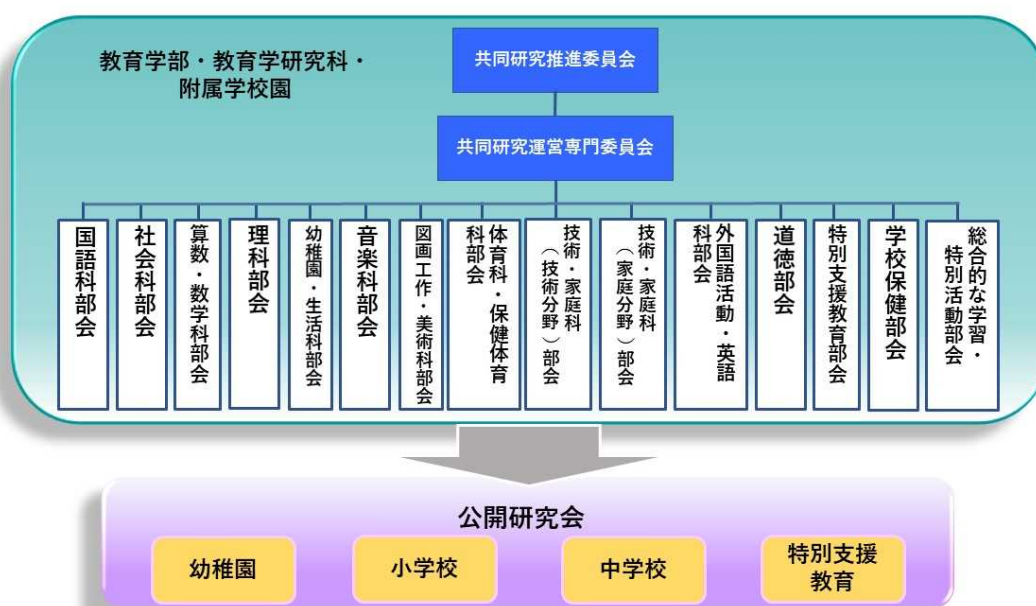 教育学部・教育学研究科・
附属学校園
共同研究推進委員会
共同研究運営専門委員会
国語科部会
社会科部会
算数・数学科部会
理科部会
幼稚園・生活科部会
音楽科部会
図画工作・美術科部会
体育科・保健体育
科部会
技術・家庭科
（技術分野）部会
技術・家庭科
（家庭分野）部会
外国語活動・英語
科部会
道徳部会
特別支援教育部会
学校保健部会
総合的な学習・
特別活動部会
公開研究会
幼稚園
小学校
中学校
特別支援
教育